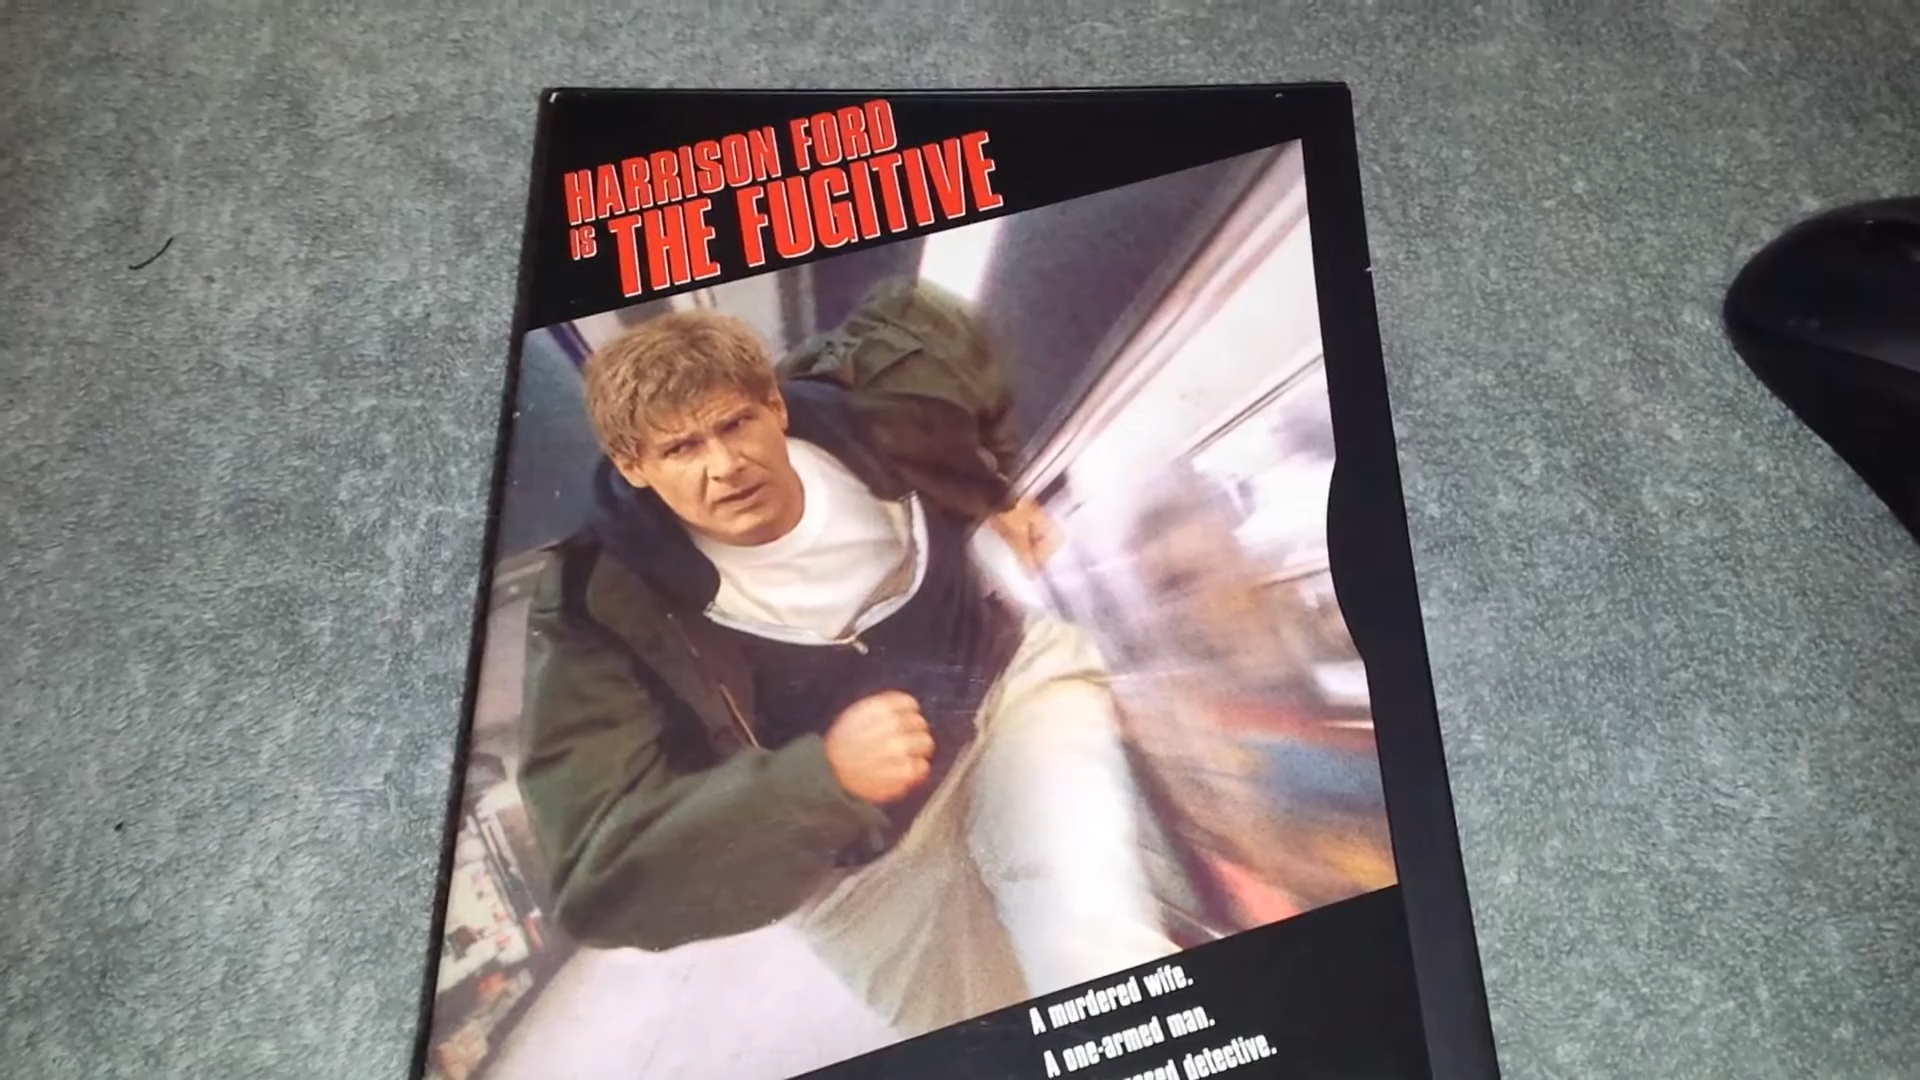 HARRISON FORD
IS THE FUGITIVE
A murdered wife.
A one-armed man.
detective.